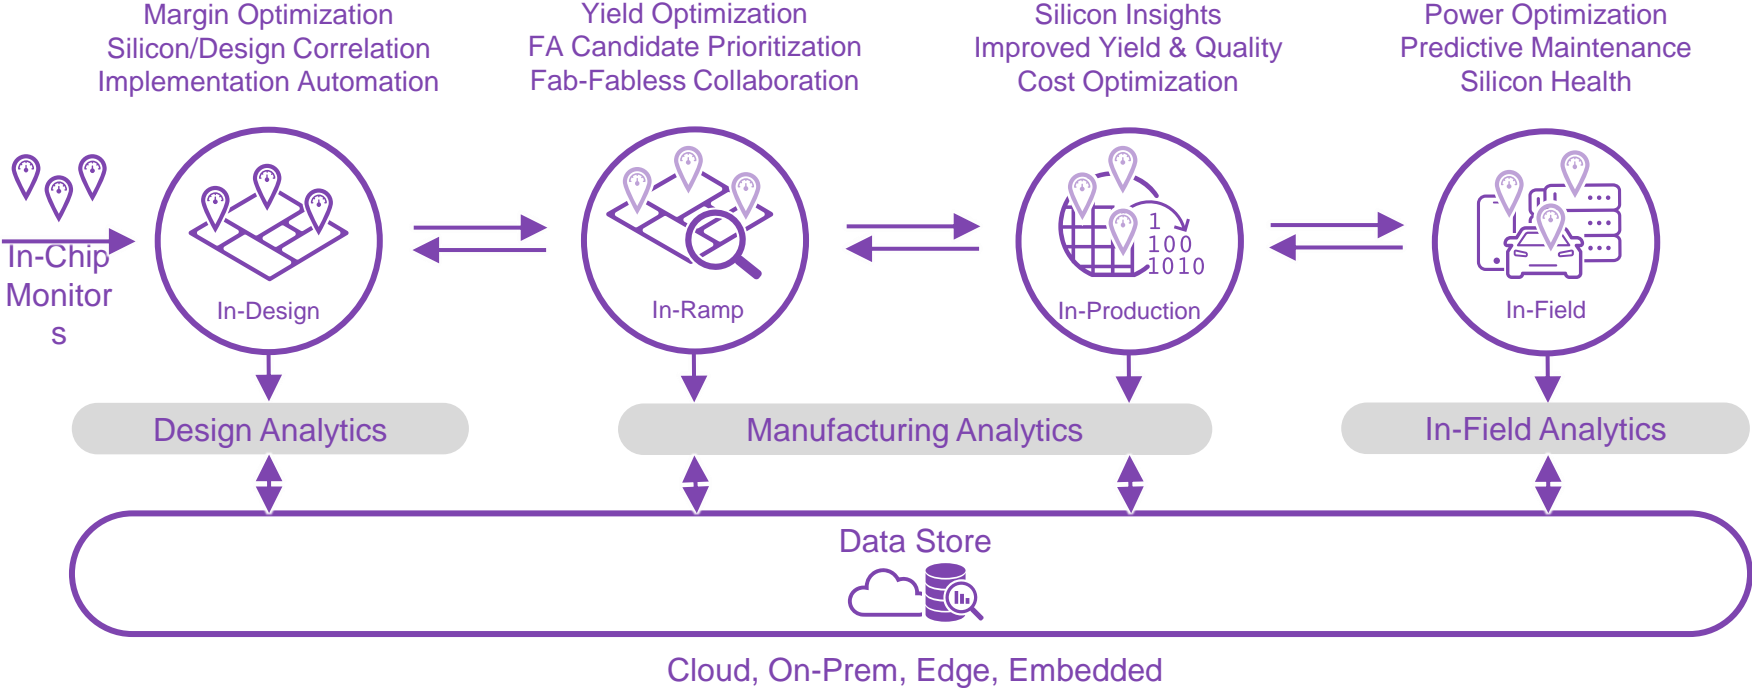 Margin Optimization
Silicon/Design Correlation
Implementation Automation
Yield Optimization
FA Candidate Prioritization
Fab-Fabless Collaboration
Silicon Insights
Improved Yield & Quality
Cost Optimization
Power Optimization
Predictive Maintenance
Silicon Health
In-Chip
Monitor
s
In-Design
In-Ramp
1
100
1010
In-Production
In-Field
Design Analytics
Manufacturing Analytics
In-Field Analytics
Data Store
Cloud, On-Prem, Edge, Embedded